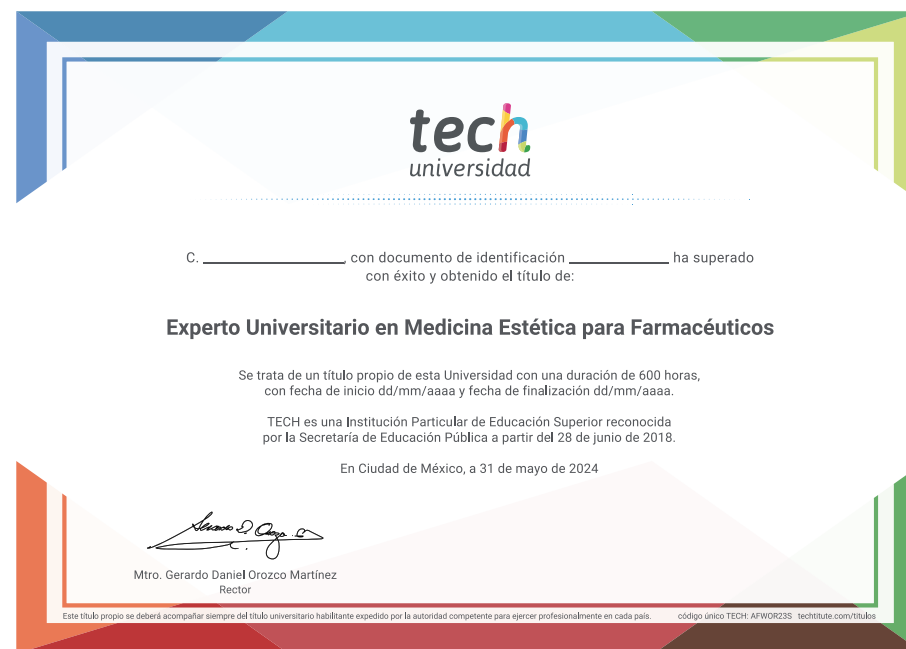 tech
universidad
C. ____________________, con documento de identificación ______________ ha superado
con éxito y obtenido el título de:
Experto Universitario en Medicina Estética para Farmacéuticos
Se trata de un título propio de esta Universidad con una duración de 600 horas,
con fecha de inicio dd/mm/aaaa y fecha de finalización dd/mm/aaaa.
TECH es una Institución Particular de Educación Superior reconocida
por la Secretaría de Educación Pública a partir del 28 de junio de 2018.
En Ciudad de México, a 31 de mayo de 2024
Mtro. Gerardo Daniel Orozco Martínez
Rector
Este título propio se deberá acompañar siempre del título universitario habilitante expedido por la autoridad competente para ejercer profesionalmente en cada país. código único TECH: AFWOR23S techtitute.com/titulos